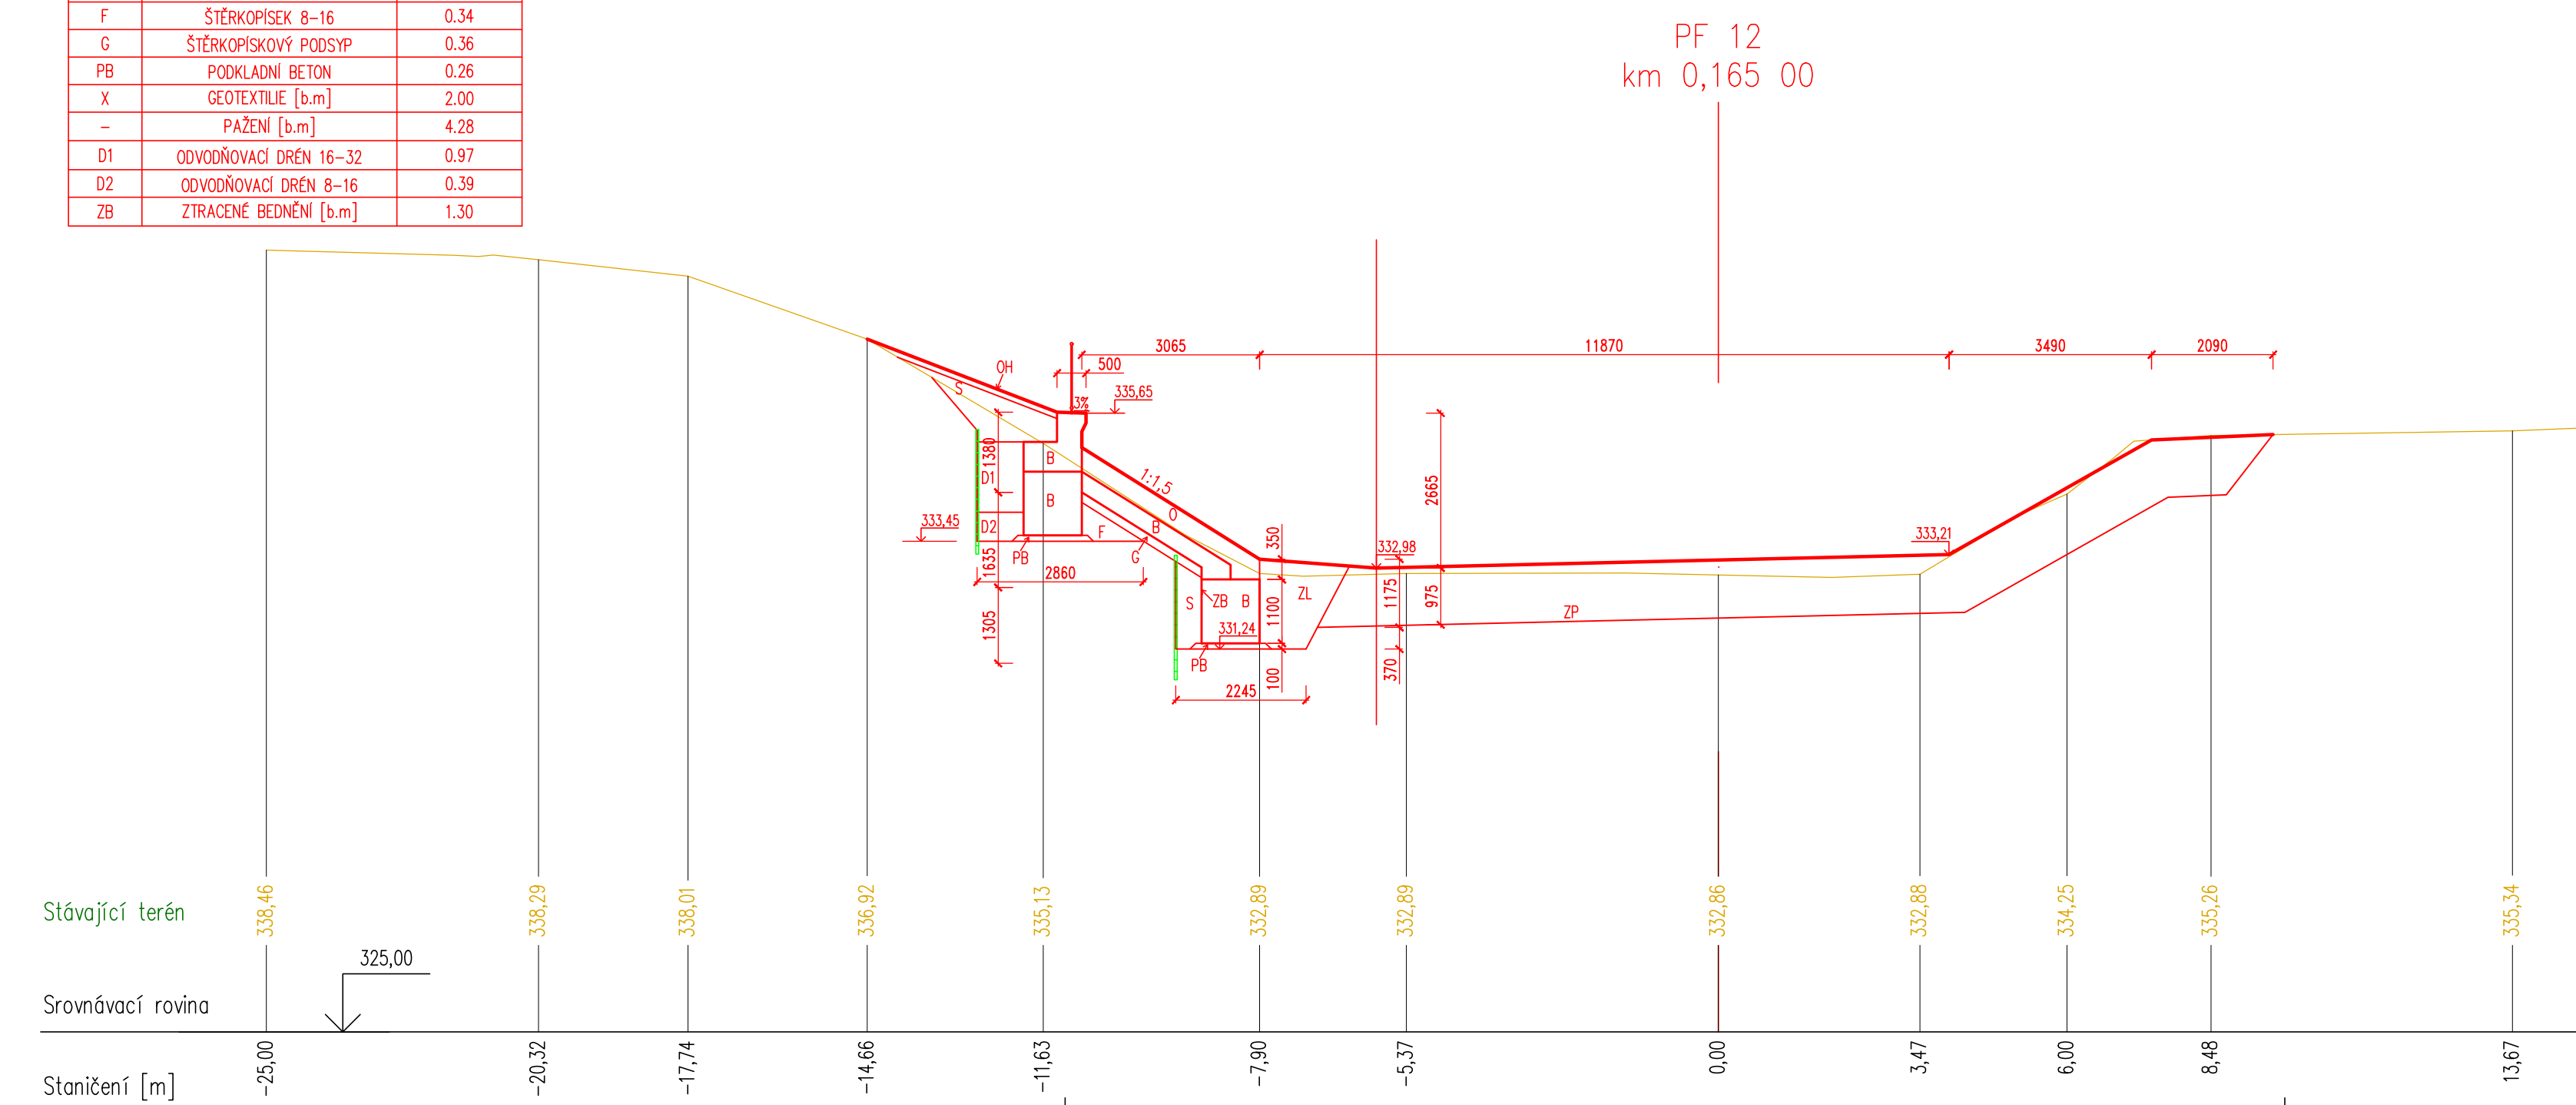 F ŠTĚRKOPÍSEK 8-16 0.34
G ŠTĚRKOPÍSKOVÝ PODSYP 0.36
PB PODKLADNÍ BETON 0.26
X GEOTEXTILIE [b.m] 2.00
- PAŽENÍ [b.m] 4.28
D1 ODVODŇOVACÍ DRÉN 16-32 0.97
D2 ODVODŇOVACÍ DRÉN 8-16 0.39
ZB ZTRACENÉ BEDNĚNÍ [b.m] 1.30
PF 12
km 0,165 00
3065 11870 3490 2090
500
OH
S
335,65
3%
1380
B
D1
1:1,5
2665
B
O
333,45
D2
F
B
350
333,21
PB
G
332,98
1635
2860
1175
975
S
ZB
B
1100
ZL
ZP
1305
331,24
PB
370
100
2245
Stávající terén 338,46 338,29 338,01 336,92 335,13 332,89 332,89 332,86 332,88 334,25 335,26 335,34
325,00
Srovnávací rovina
Staničení [m] -25,00 -20,32 -17,74 -14,66 -11,63 -7,90 -5,37 0,00 3,47 6,00 8,48 13,67